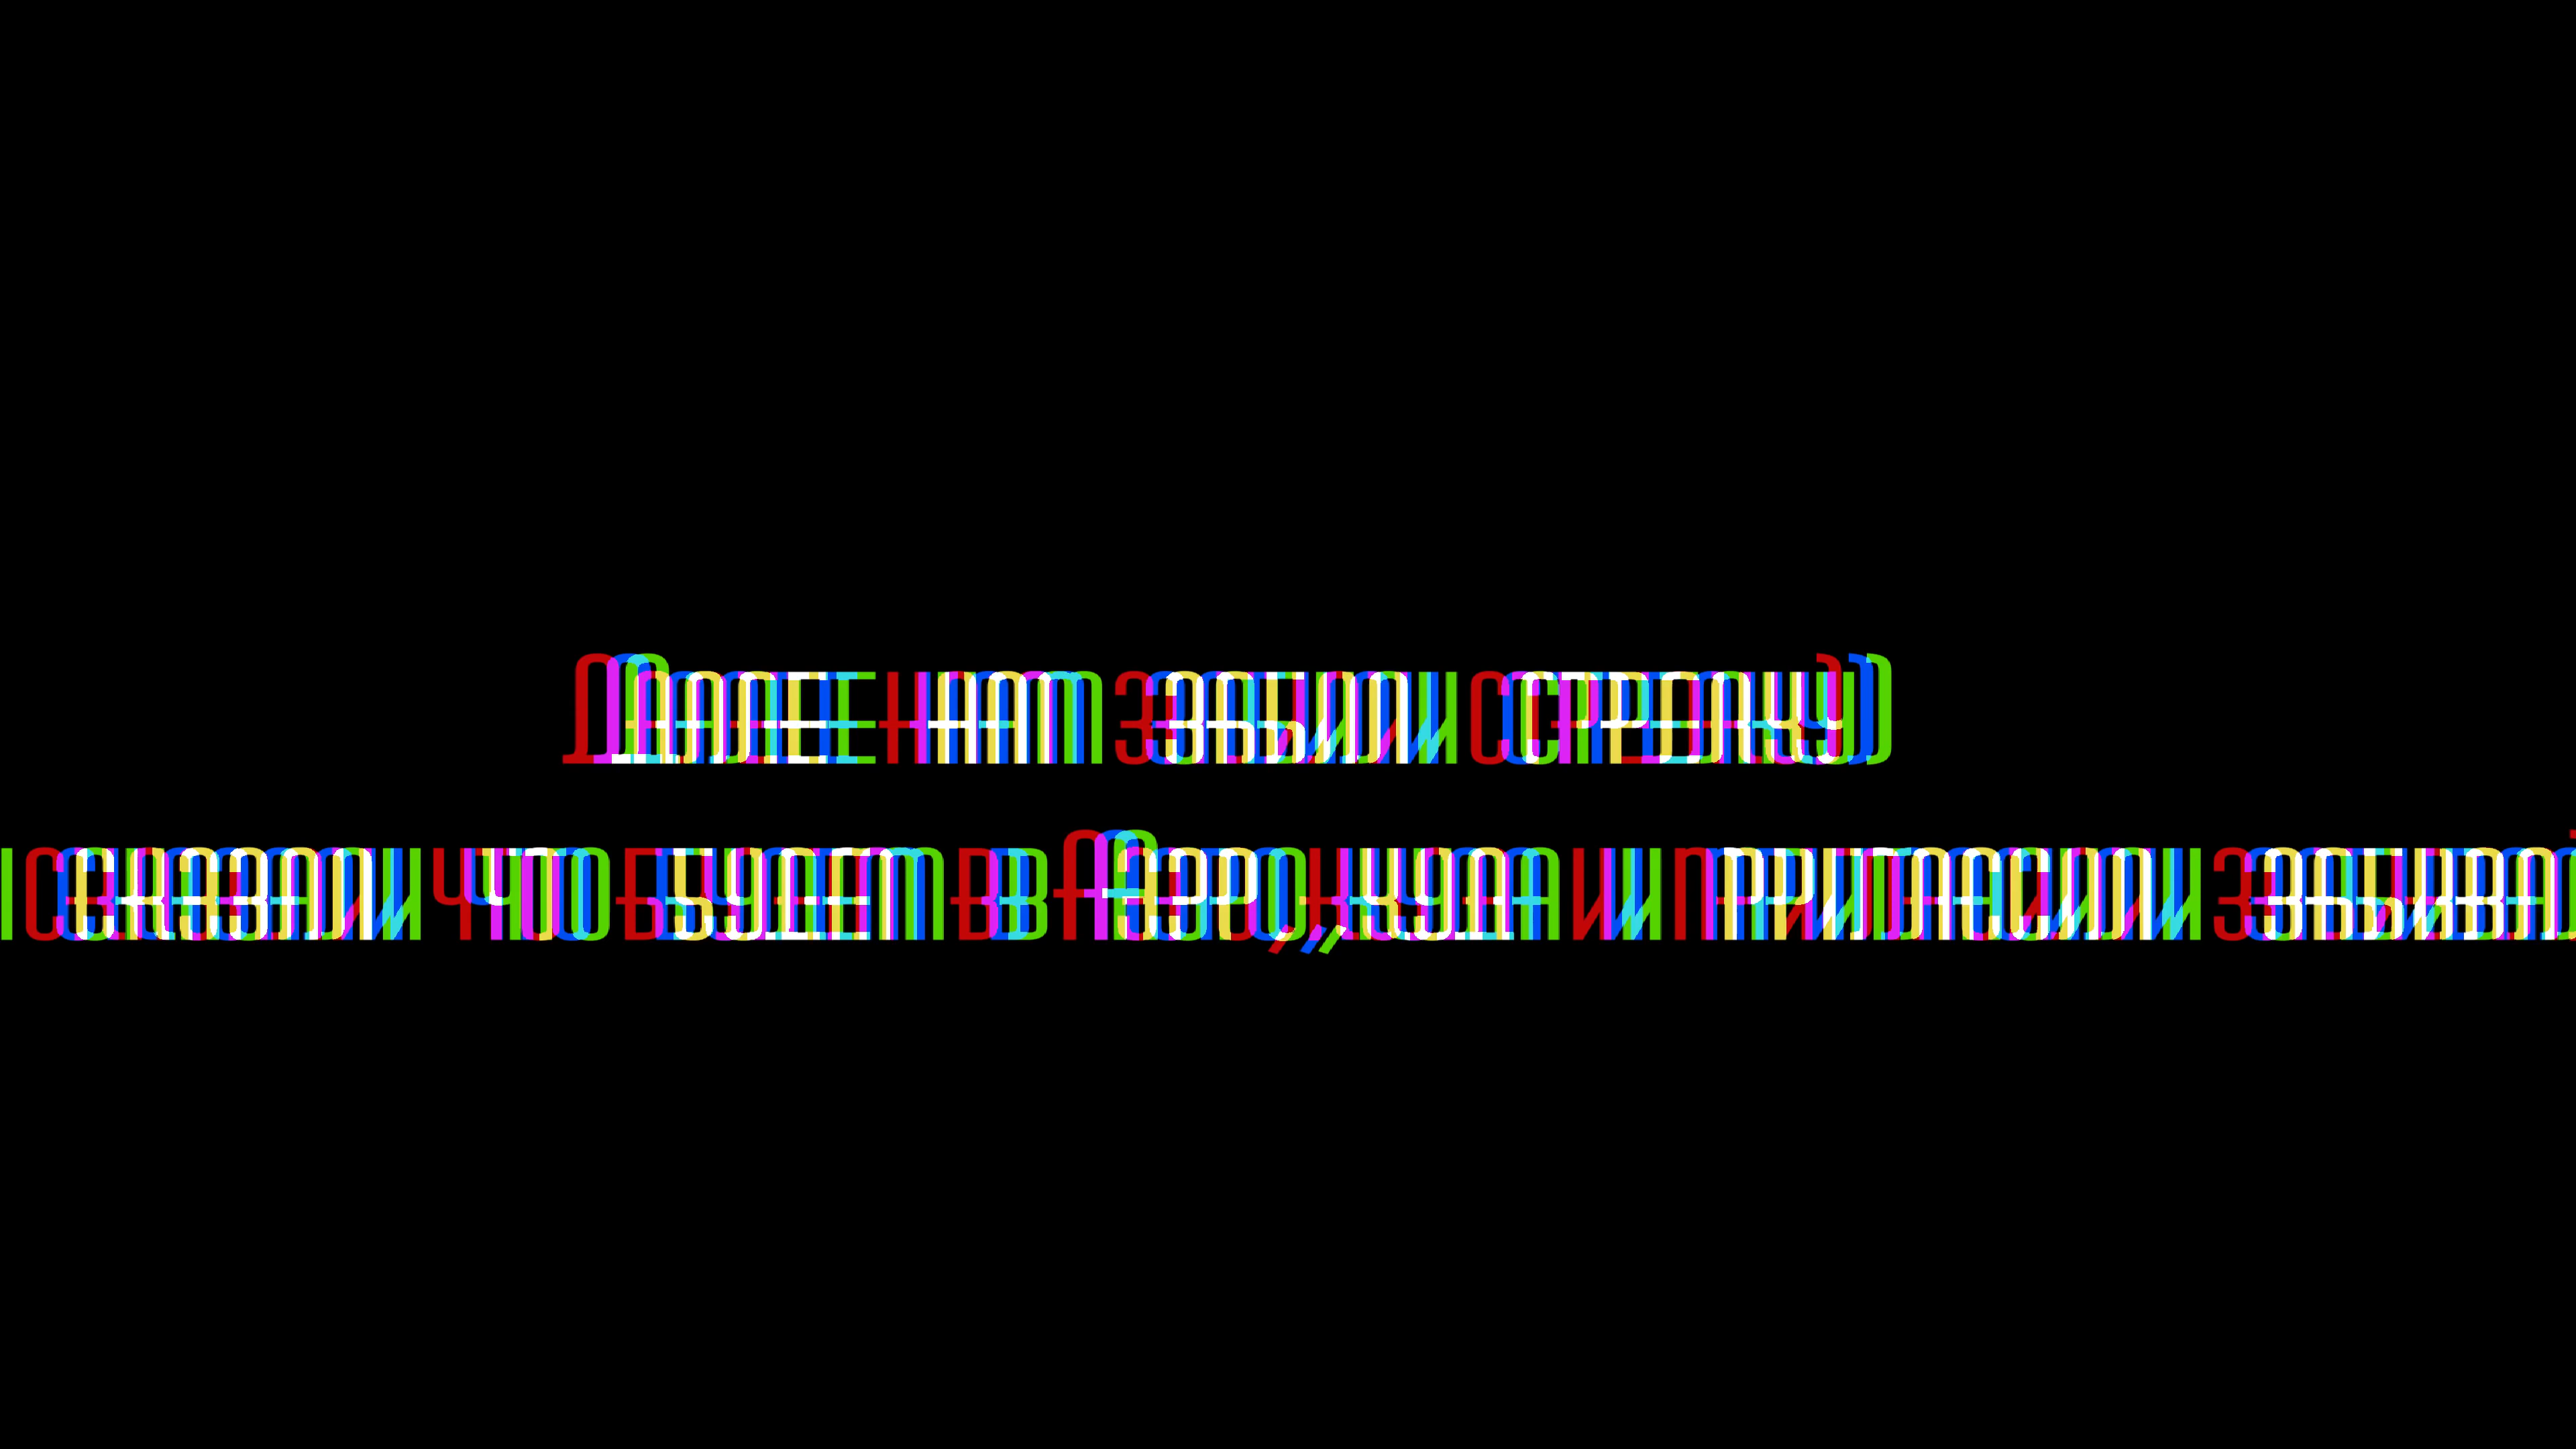 Далее нам забили стрелку)
сказали что будет в Аэро, куда и пригласили